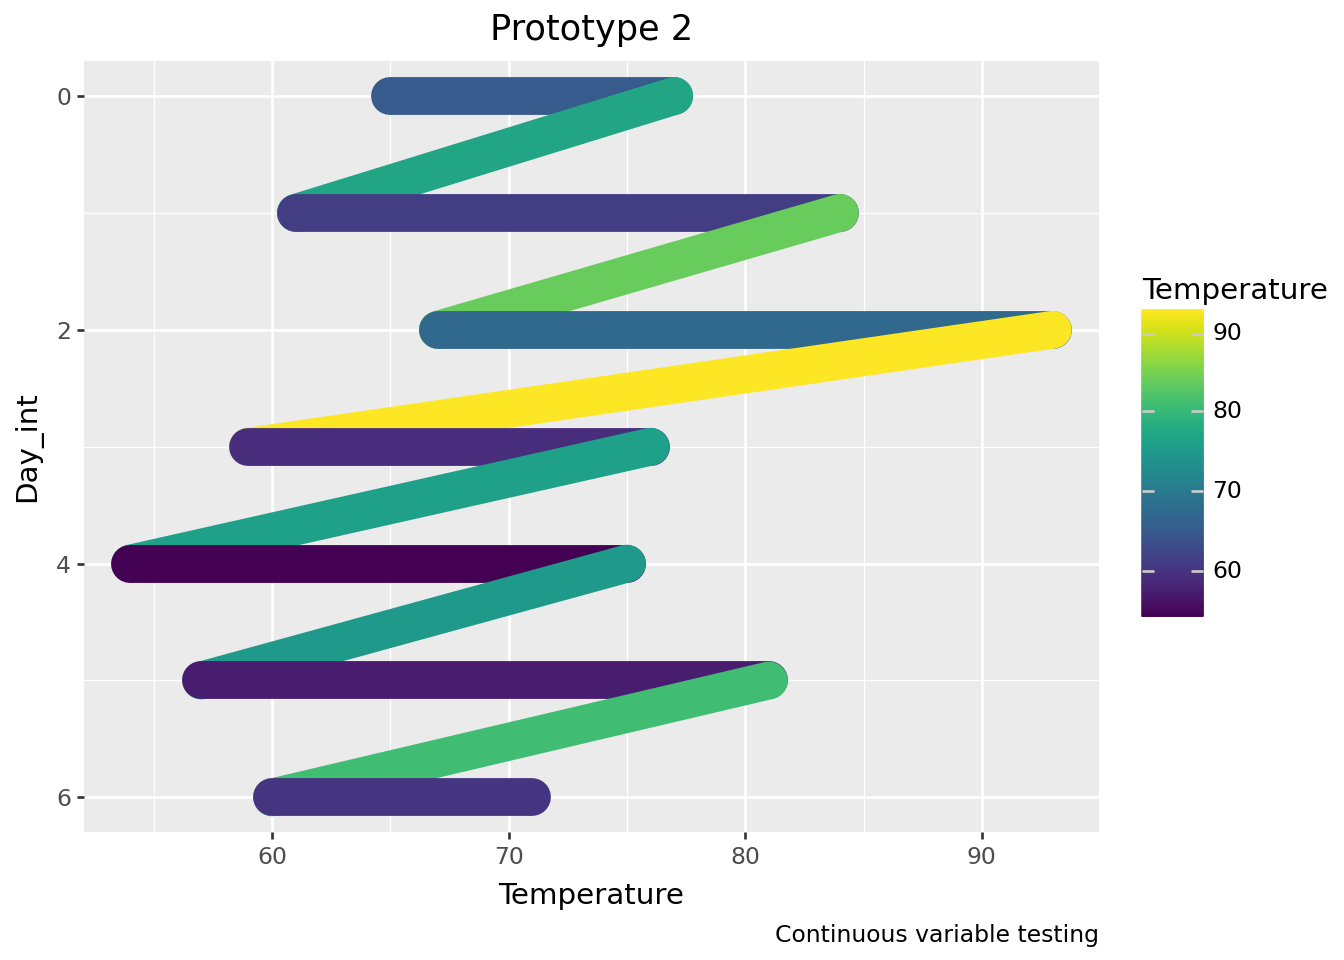 Prototype 2
0
2
4
6
Day_int
60
70
80
90
Temperature
Temperature
90
80
70
60
Continuous variable testing